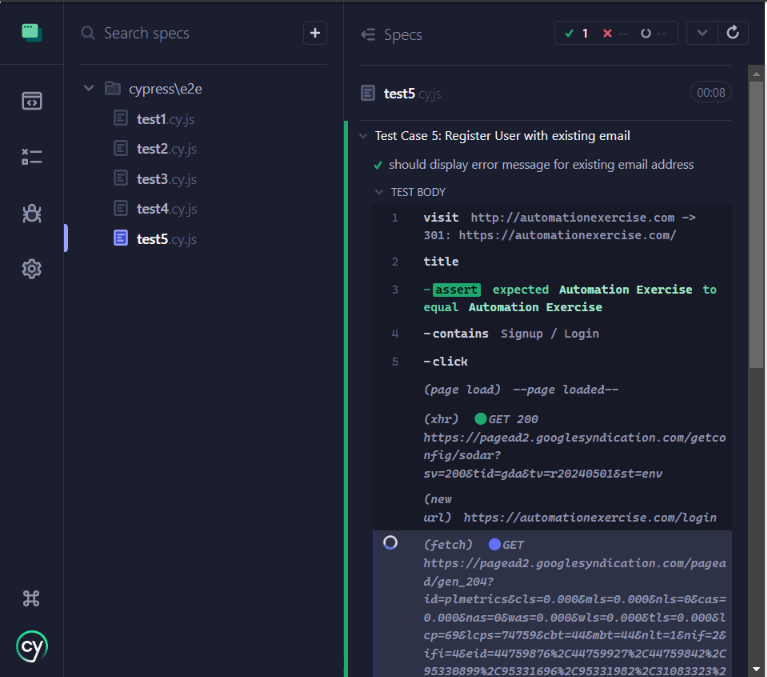 Search specs
+
Specs
1
--
--
cypress\e2e
test1.cy.js
test2.cy.js
test3.cy.js
test4.cy.js
test5.cy.js
cy
test5.cy.js
00:08
Test Case 5: Register User with existing email
should display error message for existing email address
TEST BODY
1 visit http://automationexercise.com ->
301: https://automationexercise.com/
2 title
3 -assert expected Automation Exercise to
equal Automation Exercise
4 -contains Signup / Login
5 -click
(page load) --page loaded--
(xhr) GET 200
https://pagead2.googlesyndication.com/getco
nfig/sodar?
sv=200&tid=gda&tv=r20240501&st=env
(new
url) https://automationexercise.com/login
(fetch) GET
https://pagead2.googlesyndication.com/pagea
d/gen_204?
id=plmetrics&cls=0.000&mls=0.000&nls=0&cas=
0.000&nas=0&was=0.000&wls=0.000&tls=0.000&l
cp=69&lcps=74759&cbt=44&mbt=44&nlt=1&nif=2&
ifi=4&eid=44759876%2C44759927%2C44759842%2C
95330899%2C95331696%2C95331982%2C31083323%2